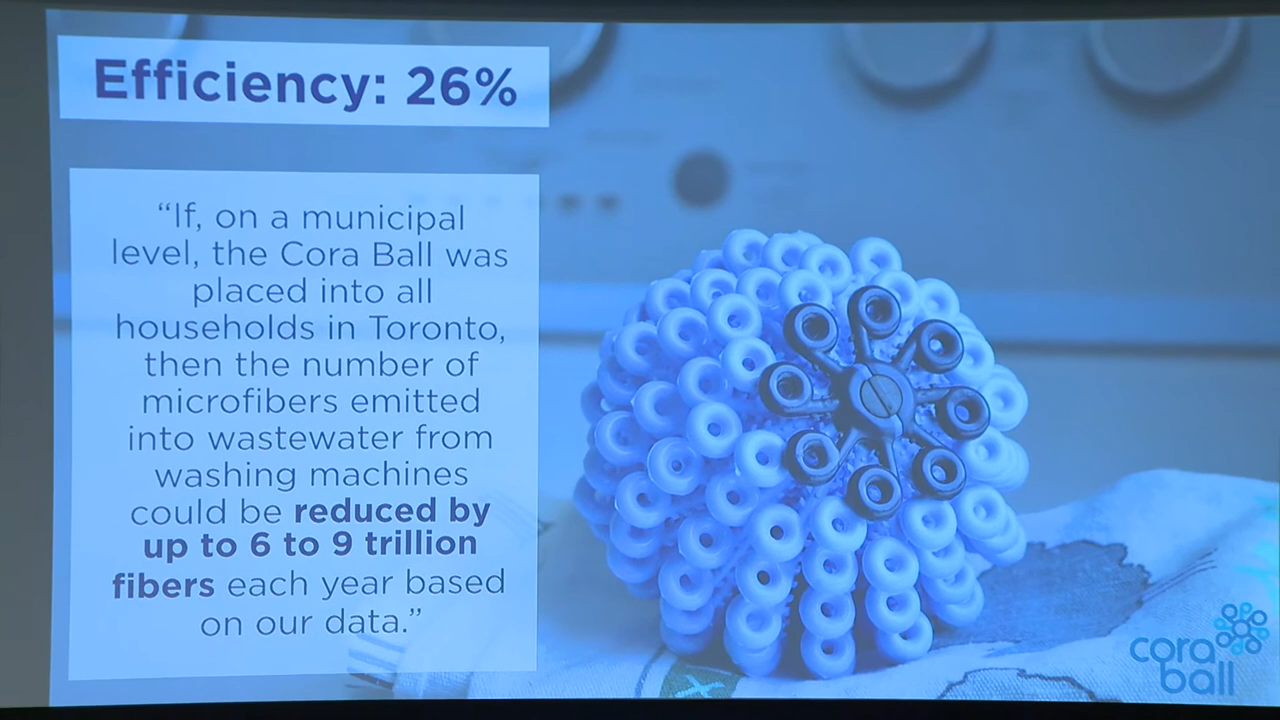 Efficiency: 26%
“If, on a municipal
level, the Cora Ball was
placed into all
households in Toronto,
then the number of
microfibers emitted
into wastewater from
washing machines
could be reduced by
up to 6 to 9 trillion
fibers each year based
on our data.”
cora
ball